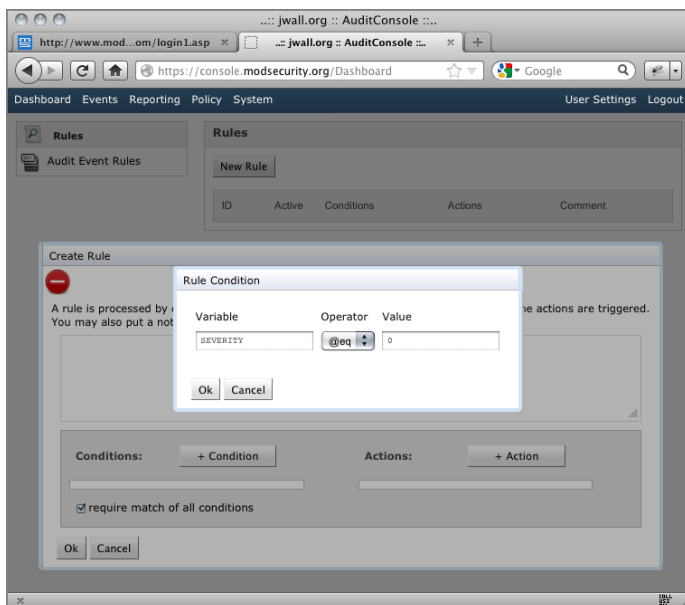 ..:: jwall.org :: AuditConsole ::..
http://www.mod...om/login1.asp
..:: jwall.org :: AuditConsole ::..
https://console.modsecurity.org/Dashboard
Google
Dashboard Events Reporting Policy System User Settings Logout
Rules
Audit Event Rules
Rules
New Rule
ID Active Conditions Actions Comment
Create Rule
Rule Condition
A rule is processed by
he actions are triggered.
You may also put a not
Variable Operator Value
SEVERITY @eq 0
Ok Cancel
Conditions: + Condition Actions: + Action
require match of all conditions
Ok Cancel